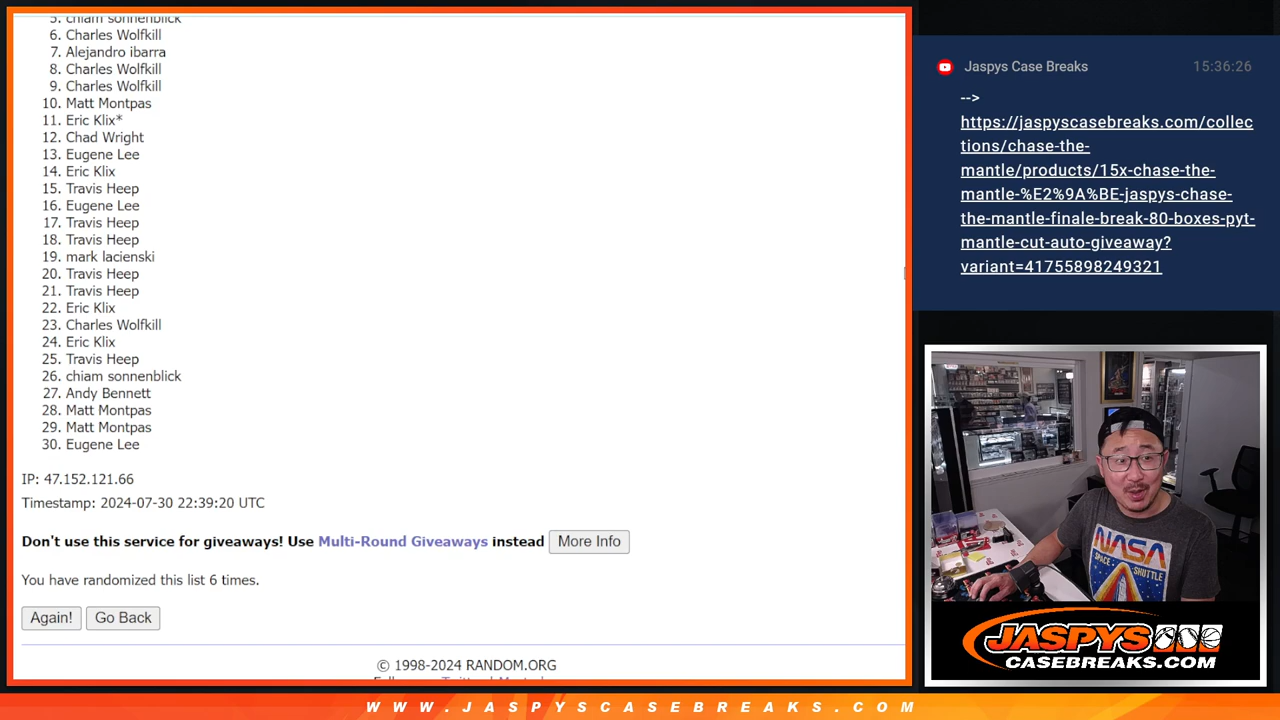 5. chiam sonnenblick
6. Charles Wolfkill
7. Alejandro ibarra
8. Charles Wolfkill
9. Charles Wolfkill
10. Matt Montpas
11. Eric Klix*
12. Chad Wright
13. Eugene Lee
14. Eric Klix
15. Travis Heep
16. Eugene Lee
17. Travis Heep
18. Travis Heep
19. mark lacienski
20. Travis Heep
21. Travis Heep
22. Eric Klix
23. Charles Wolfkill
24. Eric Klix
25. Travis Heep
26. chiam sonnenblick
27. Andy Bennett
28. Matt Montpas
29. Matt Montpas
30. Eugene Lee
IP: 47.152.121.66
Timestamp: 2024-07-30 22:39:20 UTC
Don't use this service for giveaways! Use Multi-Round Giveaways instead More Info
You have randomized this list 6 times.
Again! Go Back
© 1998-2024 RANDOM.ORG
Jaspys Case Breaks 15:36:26
-->
https://jaspyscasebreaks.com/collec
tions/chase-the-
mantle/products/15x-chase-the-
mantle-%E2%9A%BE-jaspys-chase-
the-mantle-finale-break-80-boxes-pyt-
mantle-cut-auto-giveaway?
variant=41755898249321
NASA
SPACE SHUTTLE
JASPYS
CASEBREAKS.COM
WWW.JASPYSCASEBREAKS.COM